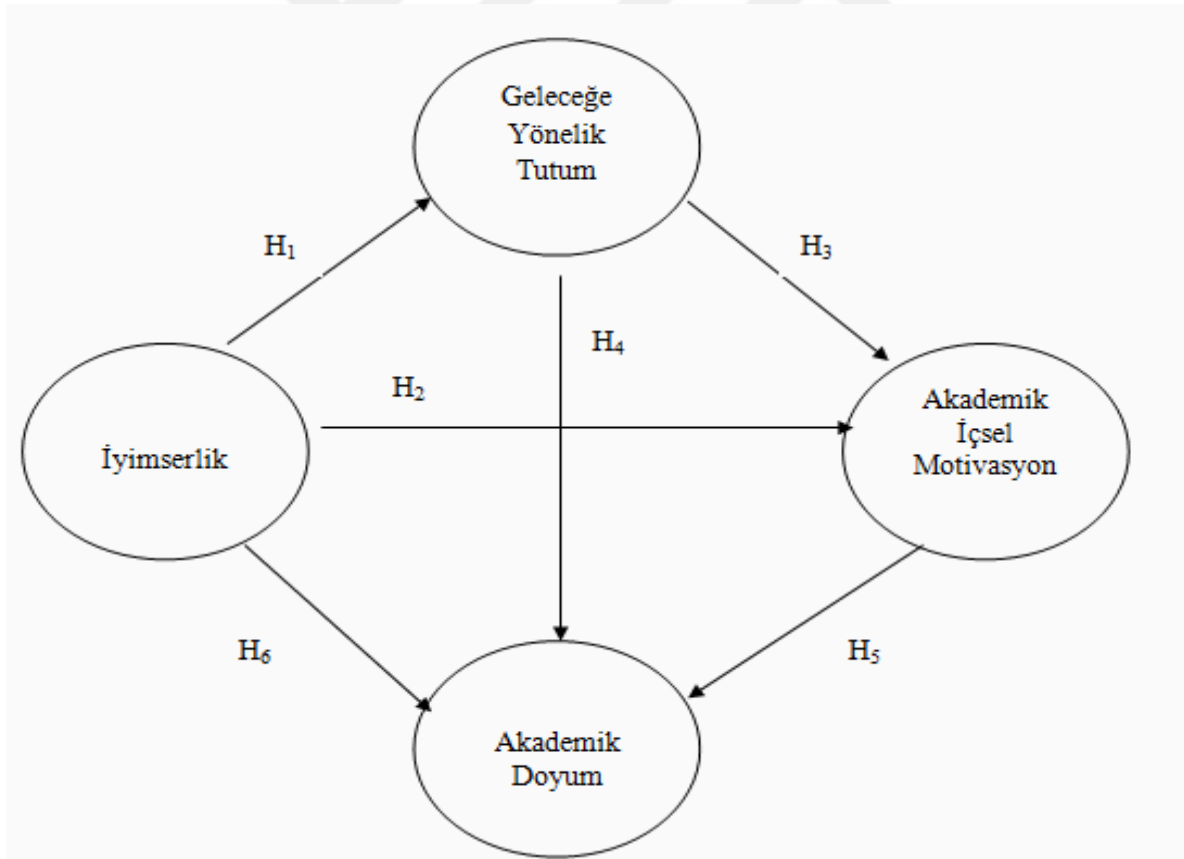 Geleceğe
Yönelik
Tutum
H₁
H₃
H₄
H₂
Akademik
İçsel
Motivasyon
İyimserlik
H₆
H₅
Akademik
Doyum